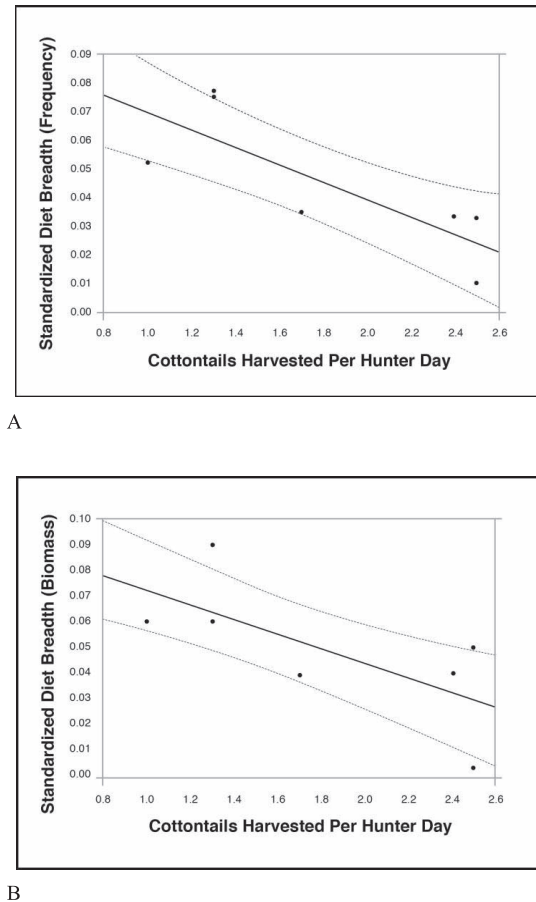 Standardized Diet Breadth (Frequency)
0.09
0.08
0.07
0.06
0.05
0.04
0.03
0.02
0.01
0.00
0.8 1.0 1.2 1.4 1.6 1.8 2.0 2.2 2.4 2.6
Cottontails Harvested Per Hunter Day
A
Standardized Diet Breadth (Biomass)
0.10
0.09
0.08
0.07
0.06
0.05
0.04
0.03
0.02
0.01
0.00
0.8 1.0 1.2 1.4 1.6 1.8 2.0 2.2 2.4 2.6
Cottontails Harvested Per Hunter Day
B